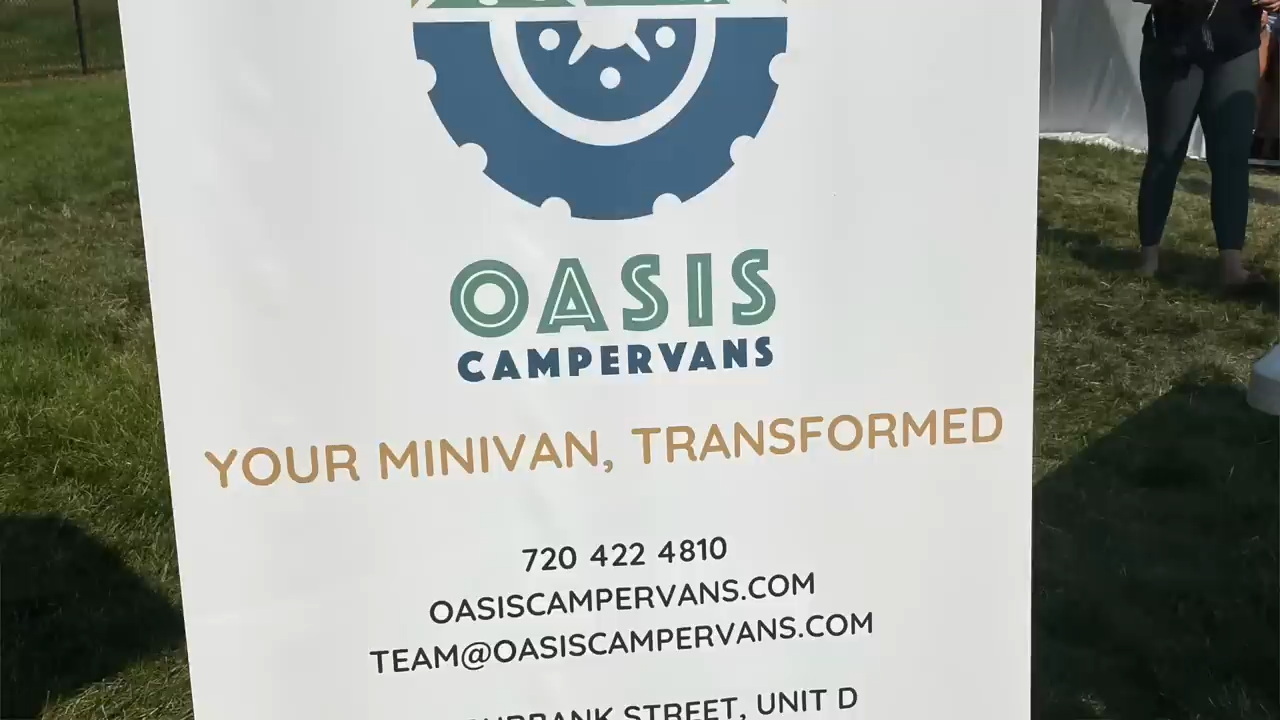 OASIS
CAMPERVANS
YOUR MINIVAN, TRANSFORMED
720 422 4810
OASISCAMPERVANS.COM
TEAM@OASISCAMPERVANS.COM
STREET, UNIT D